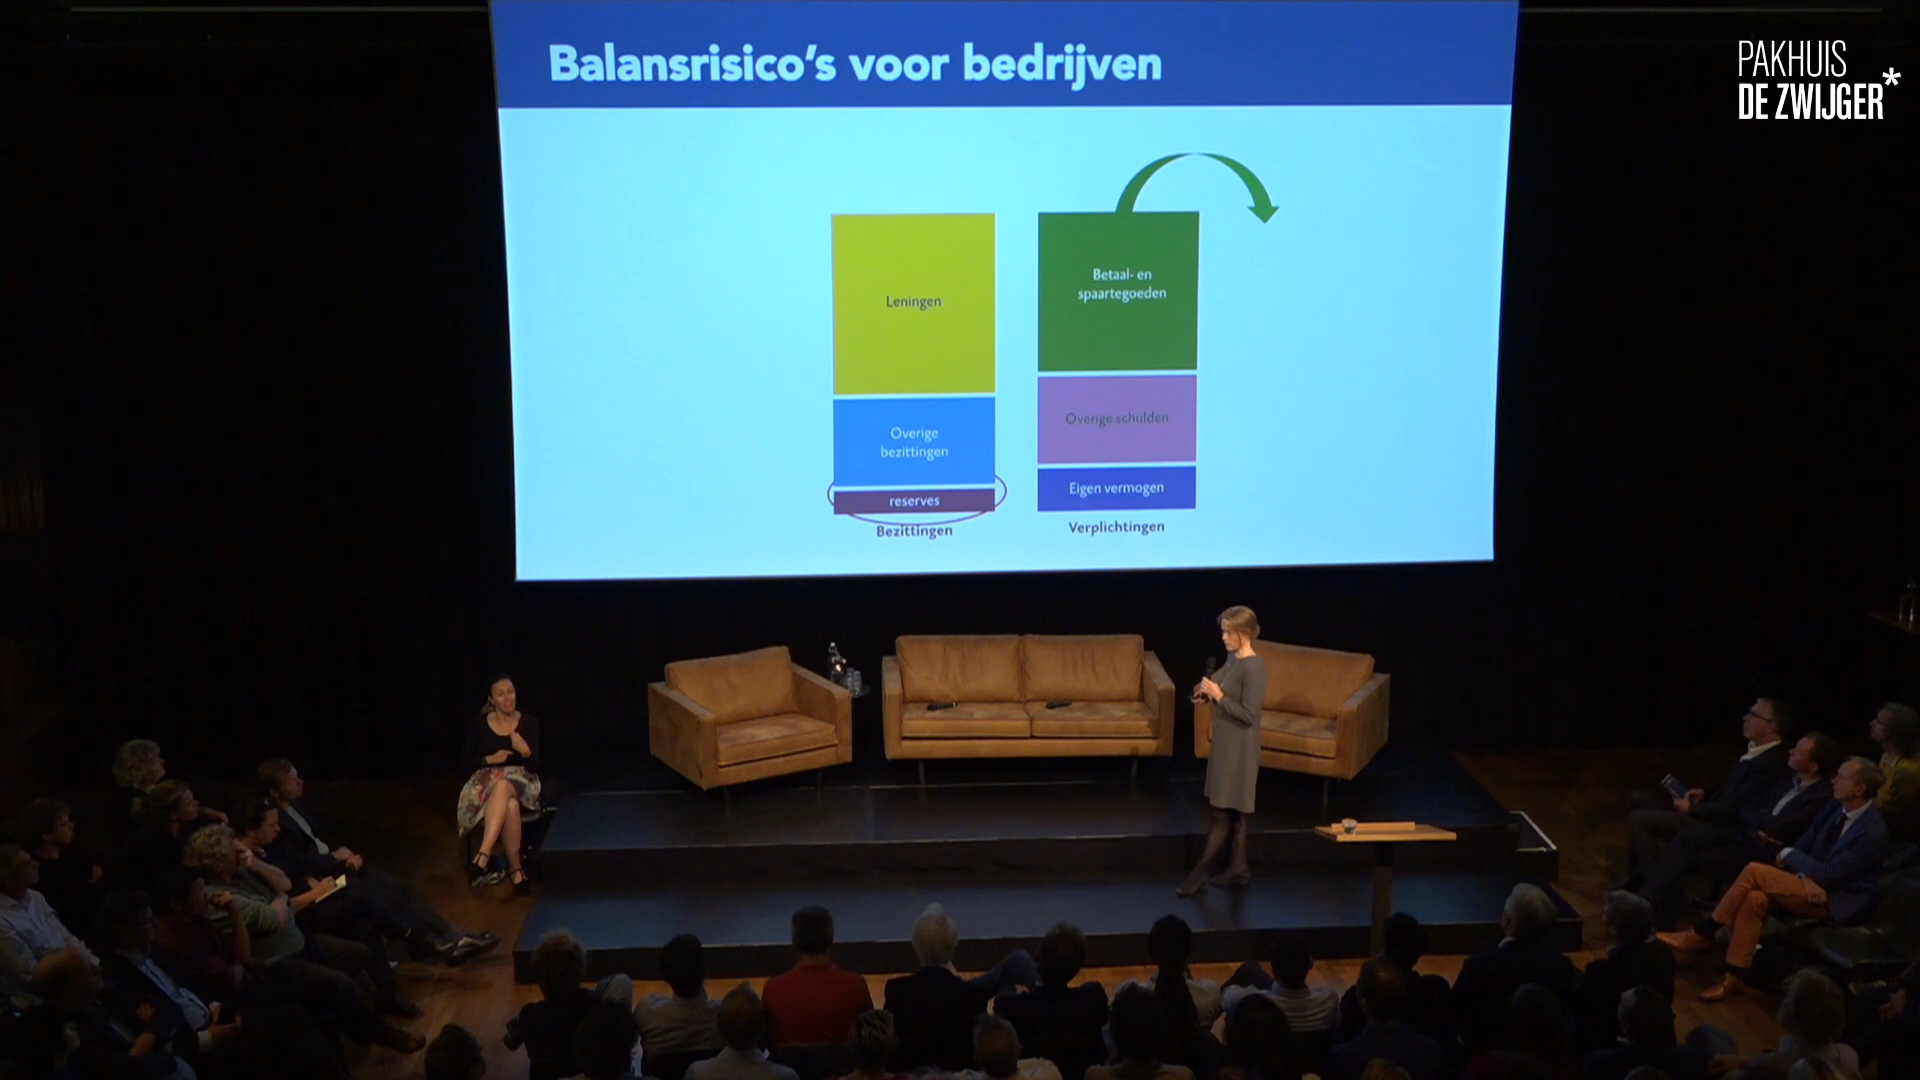 Balansrisico's voor bedrijven
PAKHUIS
DE ZWIJGER*
Leningen
Overige
bezittingen
reserves
Bezittingen
Betaal- en
spaartegoeden
Overige schulden
Eigen vermogen
Verplichtingen